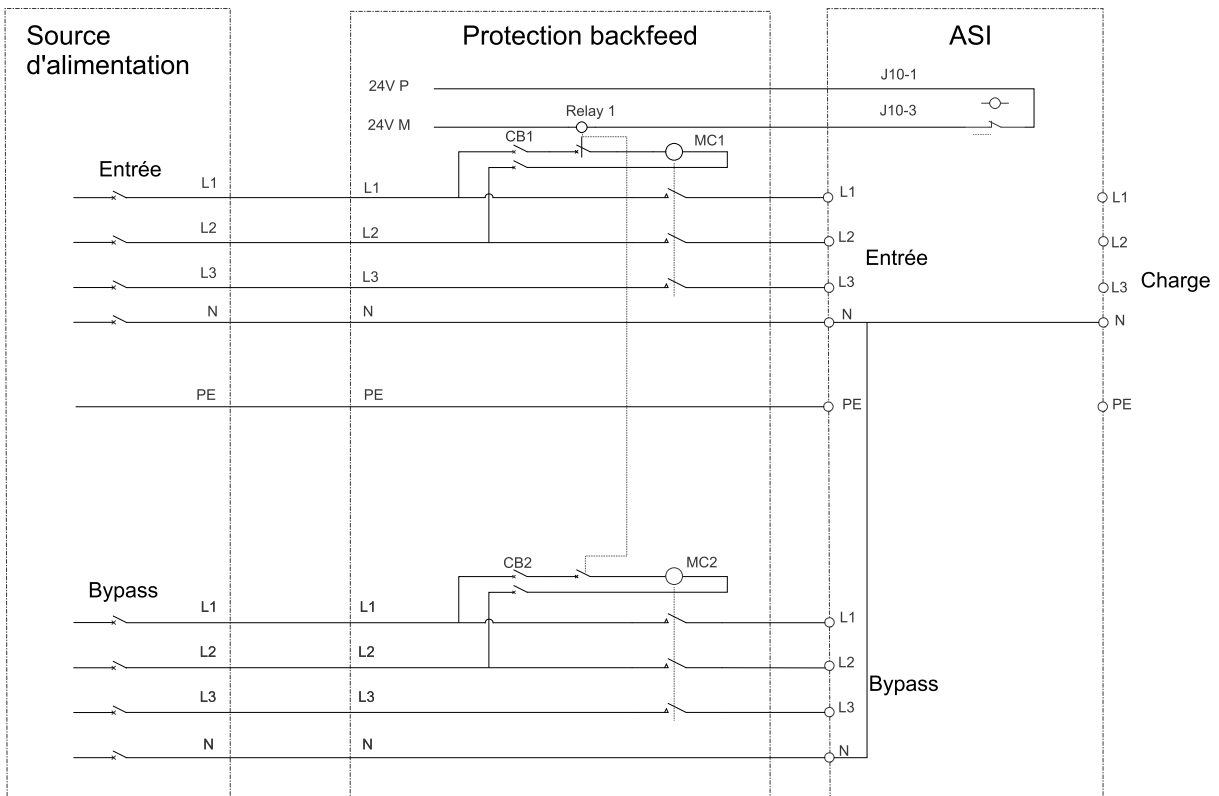 Source
d'alimentation
Protection backfeed
ASI
24V P
J10-1
Relay 1
24V M
J10-3
CB1
MC1
Entrée
L1
L1
L1
L1
L2
L2
L2
L2
Entrée
L3
L3
L3
L3
Charge
N
N
N
N
PE
PE
PE
PE
CB2
MC2
Bypass
L1
L1
L1
L2
L2
L2
Bypass
L3
L3
L3
N
N
N